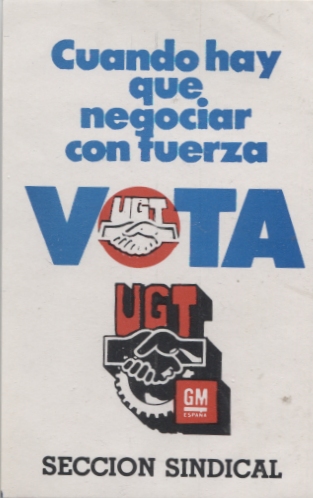 Cuando hay
que
negociar
con fuerza
VOTA
UGT
UGT
GM
ESPAÑA
SECCION SINDICAL